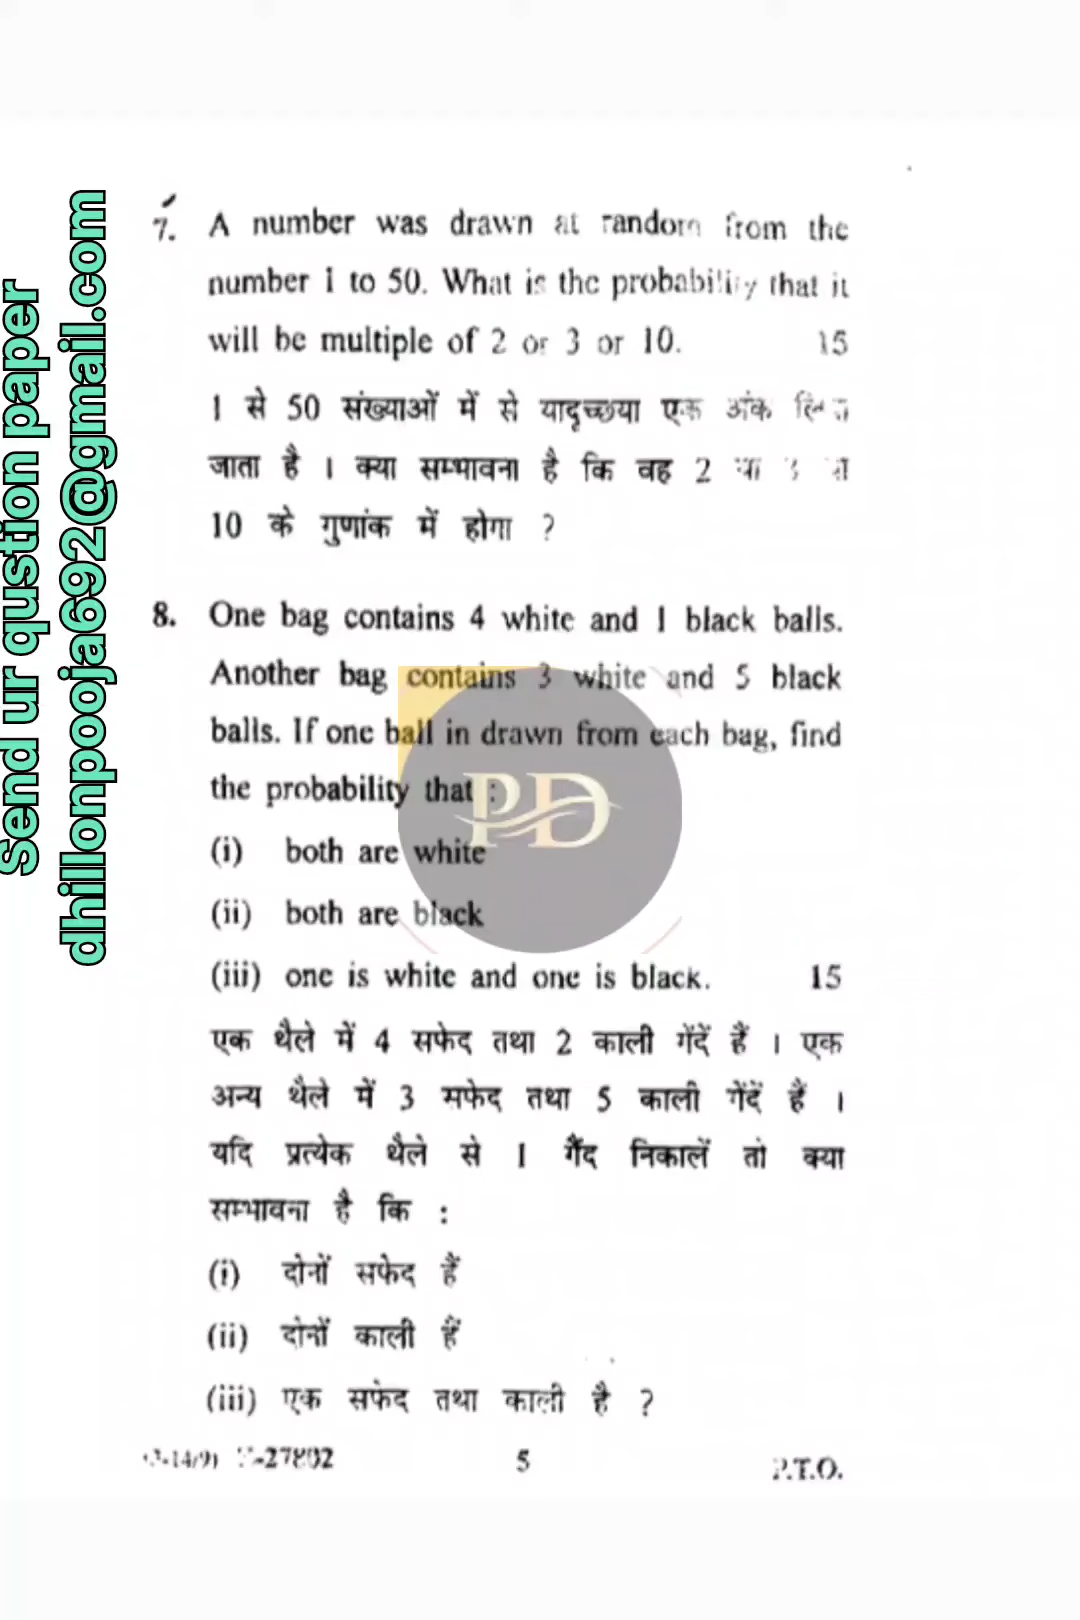 Send ur qustion paper
dhillonpooja692@gmail.com
7. A number was drawn at random from the
number 1 to 50. What is the probability that it
will be multiple of 2 or 3 or 10. 15
1 से 50 संख्याओं में से यादृच्छया एक अंक
जाता है । क्या सम्भावना है कि वह 2 या 3
10 के गुणांक में होगा ?
8. One bag contains 4 white and 1 black balls.
Another bag contains 3 white and 5 black
balls. If one ball in drawn from each bag, find
the probability that :
PD
(i) both are white
(ii) both are black
(iii) one is white and one is black. 15
एक थैले में 4 सफेद तथा 2 काली गेंदें हैं । एक
अन्य थैले में 3 सफेद तथा 5 काली गेंदें हैं ।
यदि प्रत्येक थैले से 1 गैंद निकालें तो क्या
सम्भावना है कि :
(i) दोनों सफेद हैं
(ii) दोनों काली हैं
(iii) एक सफेद तथा काली है ?
5
P.T.O.